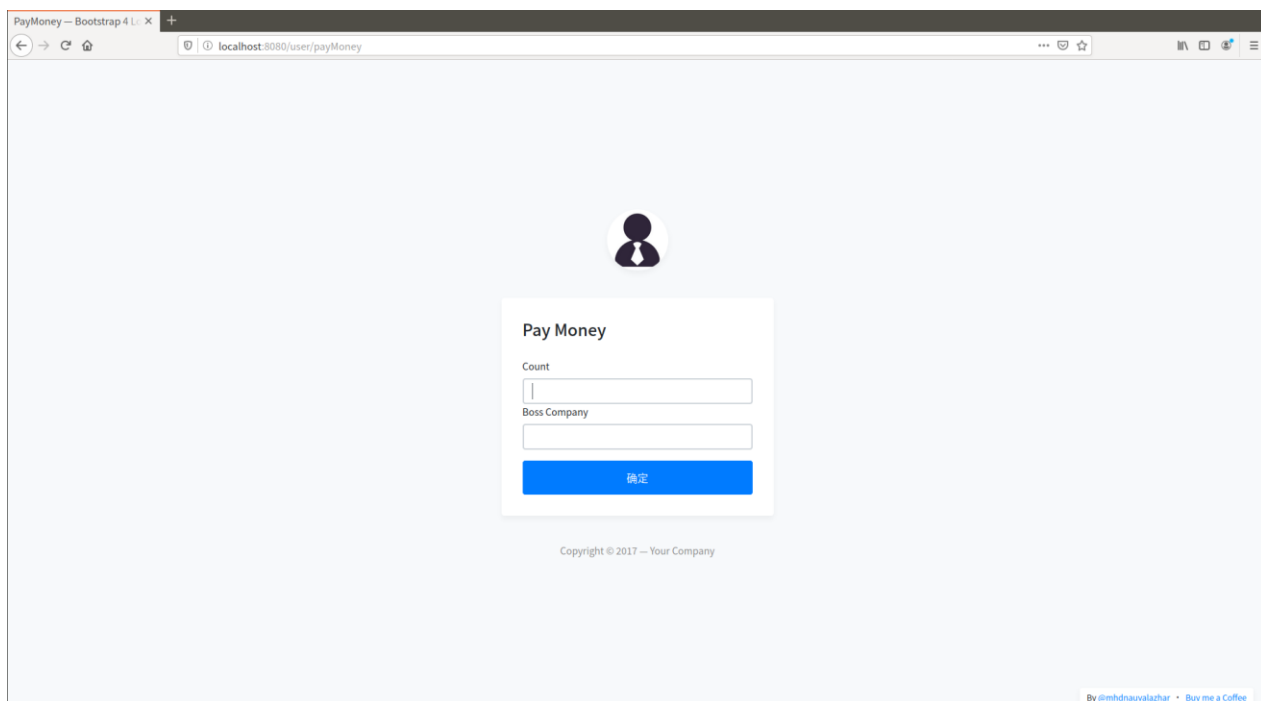 PayMoney — Bootstrap 4 L
localhost:8080/user/payMoney
Pay Money
Count
Boss Company
确定
Copyright © 2017 — Your Company
By @mhdnauvalazhar • Buy me a Coffee